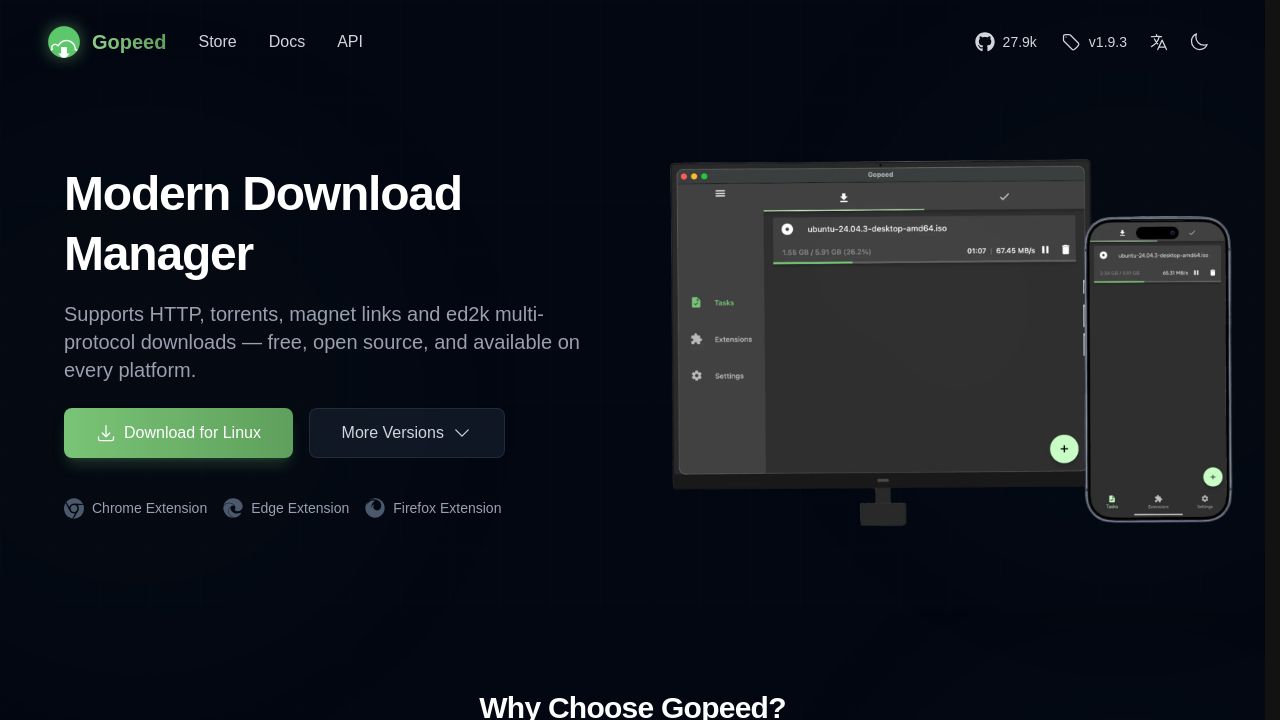 Gopeed
Store
Docs
API
27.9k
v1.9.3
Modern Download
Manager
Supports HTTP, torrents, magnet links and ed2k multi-
protocol downloads — free, open source, and available on
every platform.
Download for Linux
More Versions
Chrome Extension
Edge Extension
Firefox Extension
Gopeed
ubuntu-24.04.3-desktop-amd64.iso
1.55 GB / 5.91 GB (26.2%)
01:07 | 67.45 MB/s
Tasks
Extensions
Settings
ubuntu-24.04.3-desktop-amd64.iso
65.31 MB/s
Tasks
Extensions
Settings
Why Choose Gopeed?